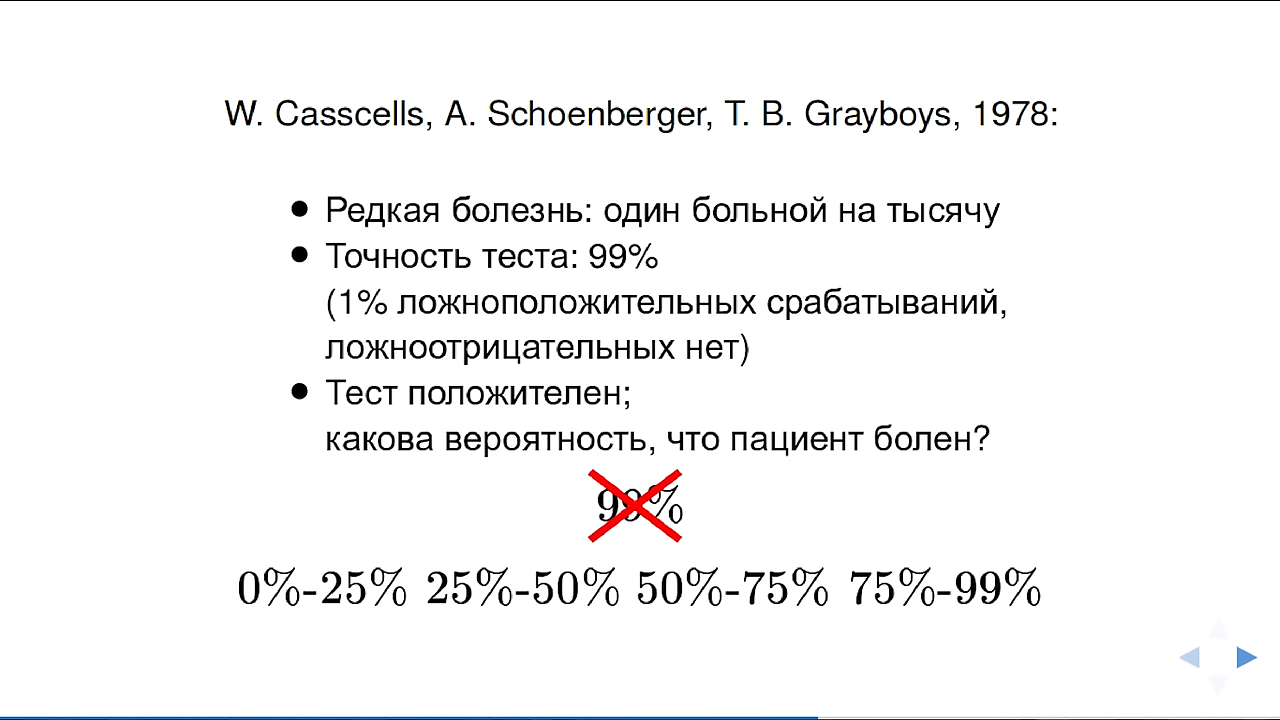 W. Casscells, A. Schoenberger, T. B. Grayboys, 1978:
• Редкая болезнь: один больной на тысячу
• Точность теста: 99%
(1% ложноположительных срабатываний,
ложноотрицательных нет)
• Тест положителен;
какова вероятность, что пациент болен?
99%
0%-25% 25%-50% 50%-75% 75%-99%